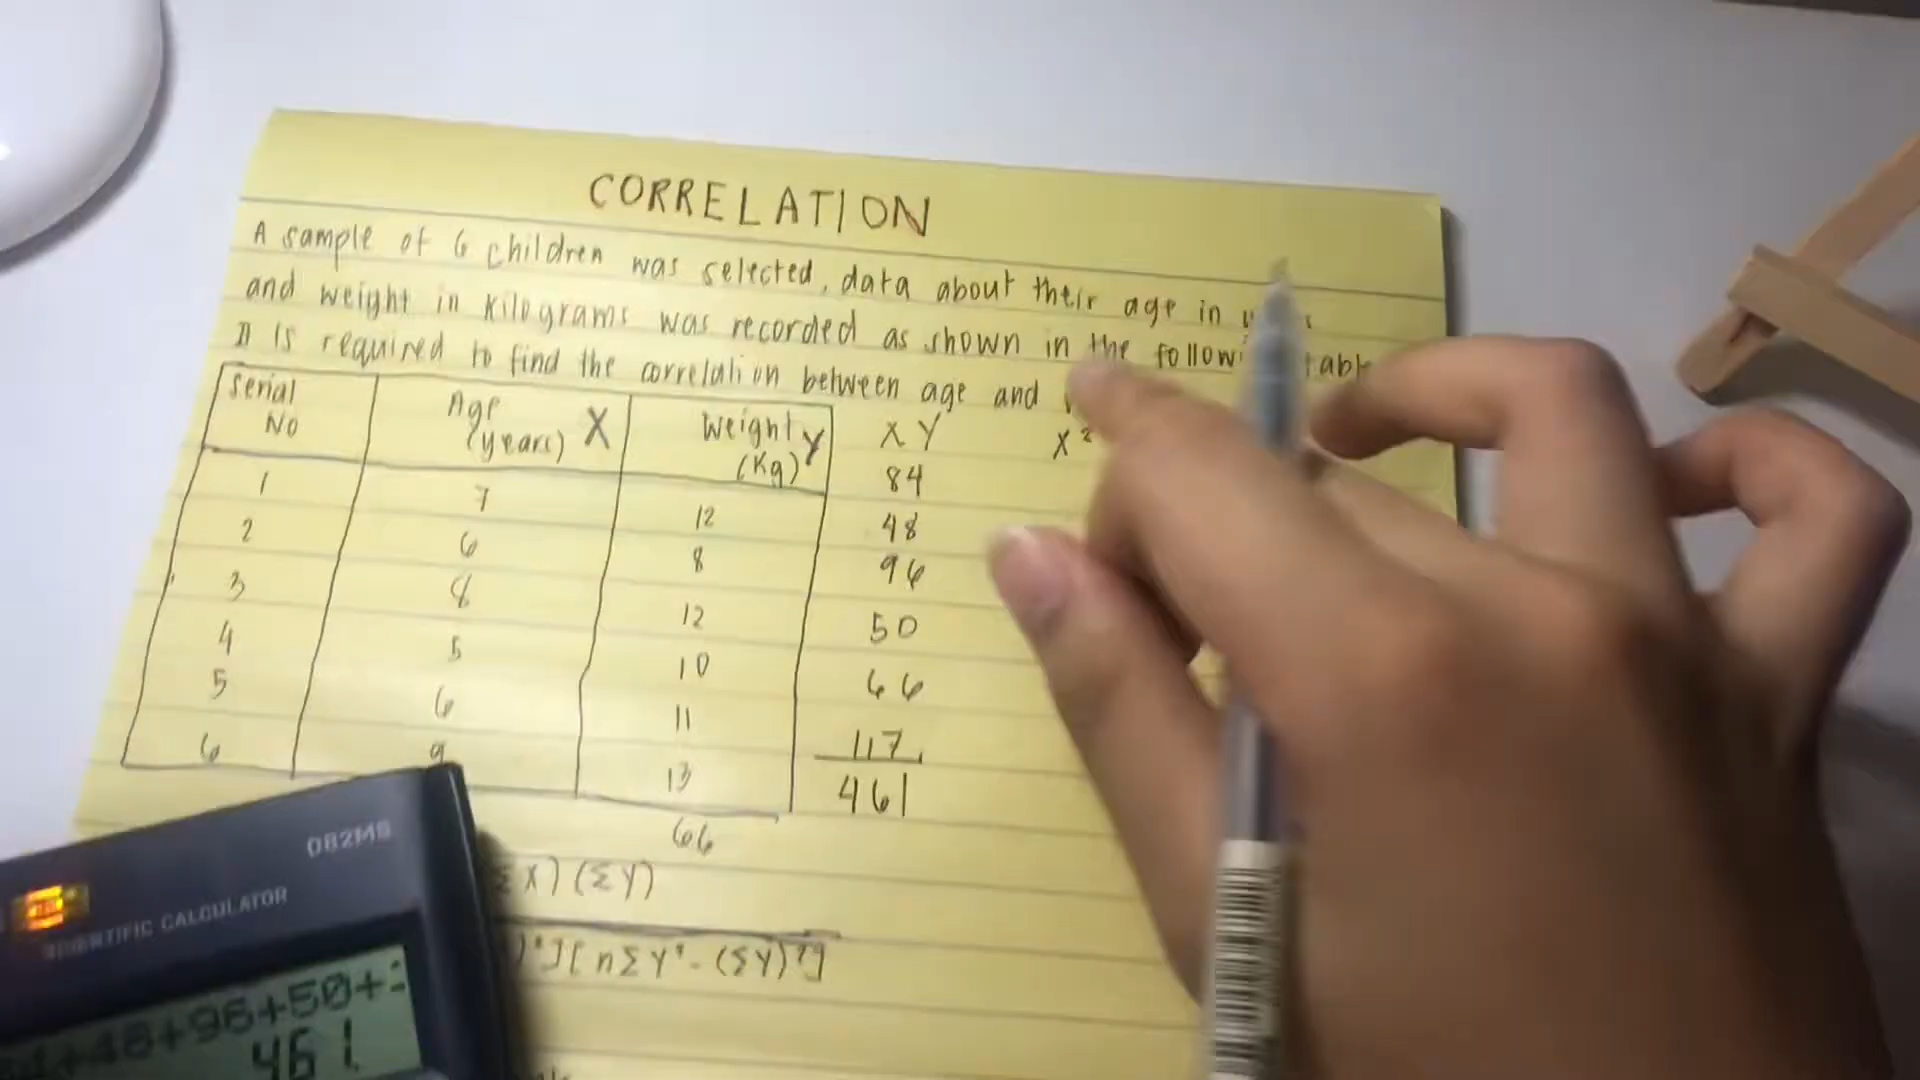 CORRELATION
A sample of 6 children was selected, data about their age in
and weight in Kilograms was recorded as shown in the
It is required to find the correlation between age and
Serial No Age (years) X Weight (Kg) Y XY X²
1 7 12 84
2 6 8 48
3 8 12 96
4 5 10 50
5 6 11 66
6 9 13 117
66 461
X) (ΣY)
)²][nΣY² - (ΣY)²]
082MS
SCIENTIFIC CALCULATOR
+48+96+50+
461.